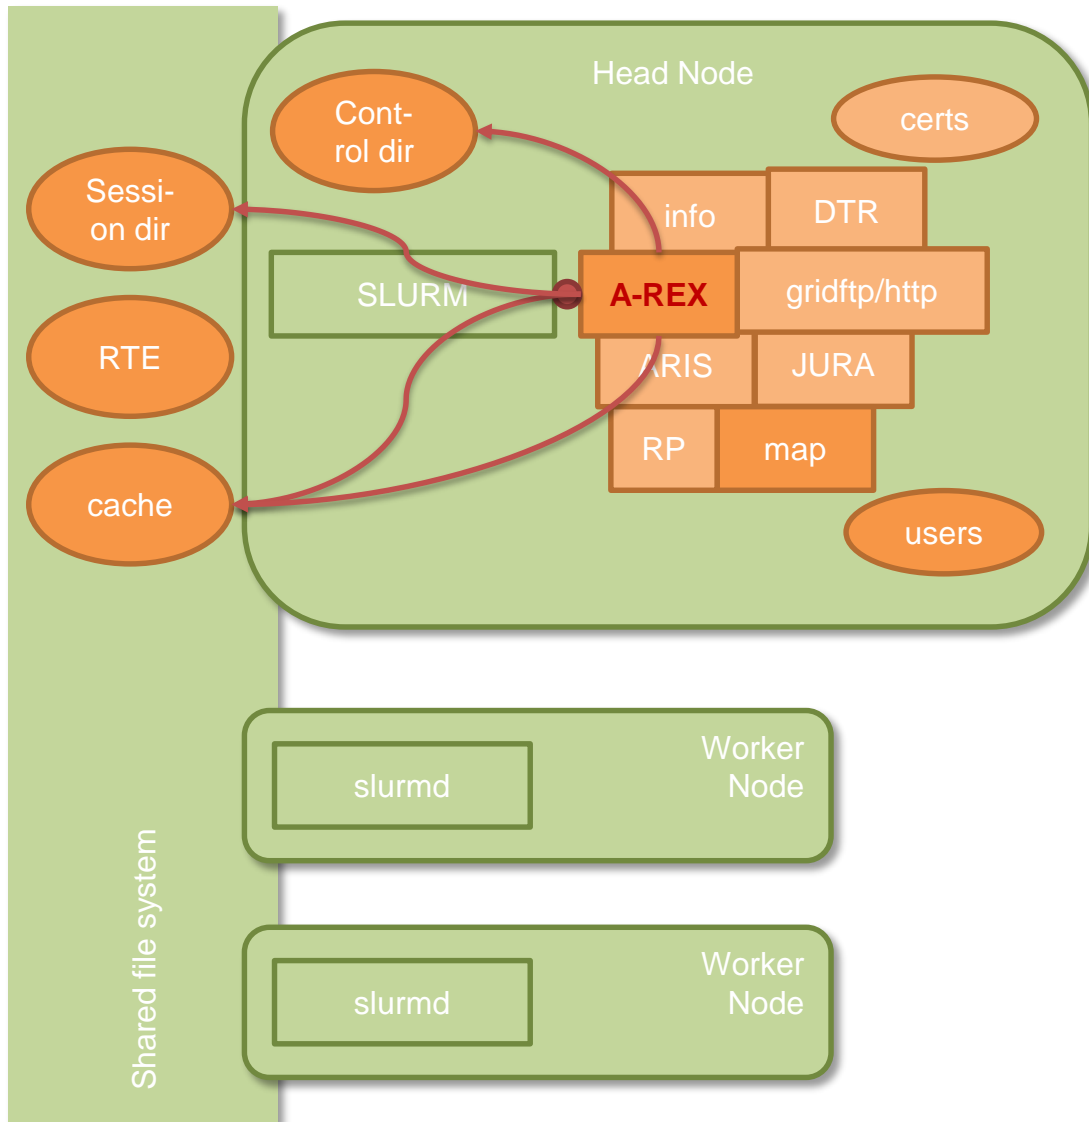 Head Node
Cont-
rol dir
certs
Sessi-
on dir
info
DTR
SLURM
A-REX
gridftp/http
RTE
ARIS
JURA
RP
map
cache
users
Worker
Node
slurmd
Worker
Node
slurmd
Shared file system